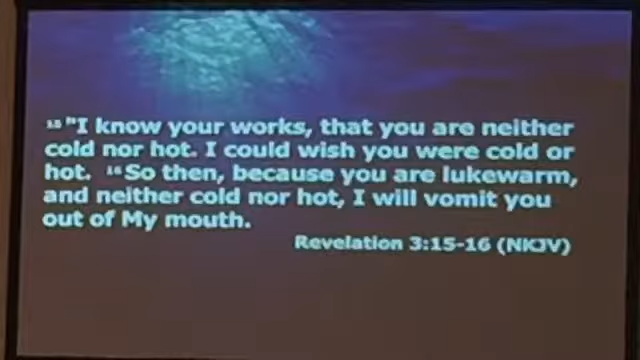 15 "I know your works, that you are neither
cold nor hot. I could wish you were cold or
hot. 16 So then, because you are lukewarm,
and neither cold nor hot, I will vomit you
out of My mouth.
Revelation 3:15-16 (NKJV)